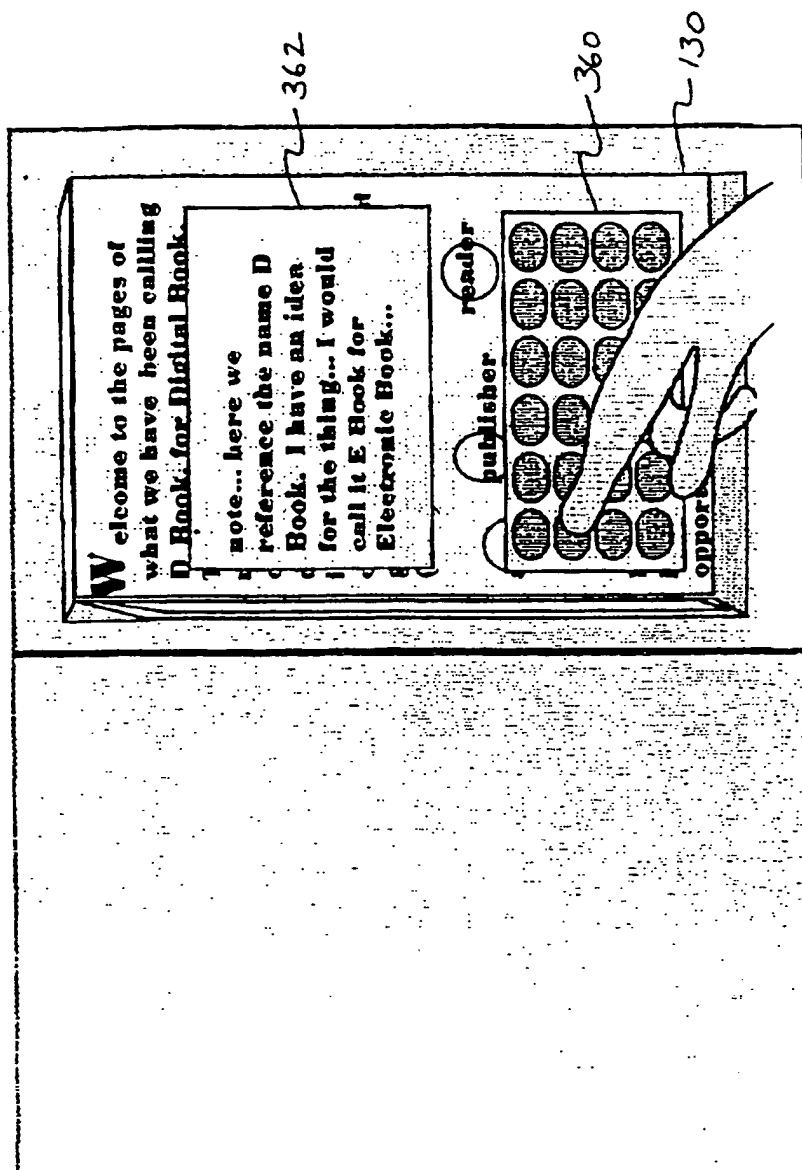 Welcome to the pages of
what we have been callling
D Book, for Digital Book.
note... here we
reference the name D
Book. I have an idea
for the thing... I would
call it E Book for
Electronic Book...
publisher
reader
oppor
362
360
130